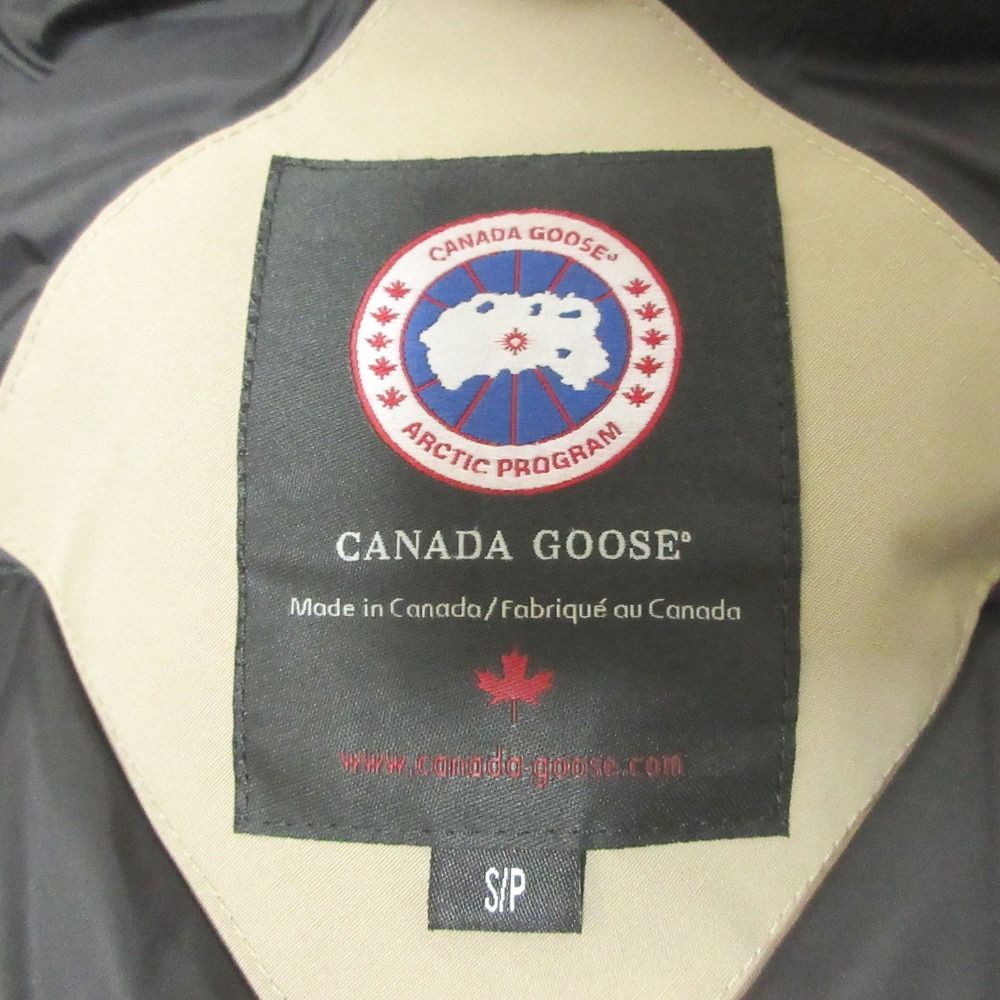 CANADA GOOSE®
ARCTIC PROGRAM
CANADA GOOSE®
Made in Canada/Fabriqué au Canada
www.canada-goose.com
S/P